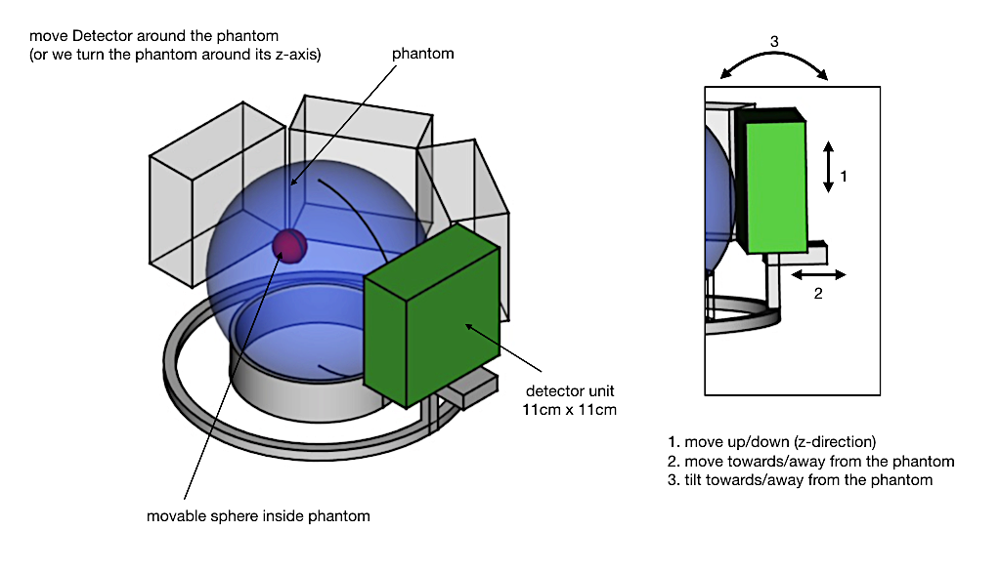 move Detector around the phantom
(or we turn the phantom around its z-axis)
phantom
detector unit
11cm x 11cm
movable sphere inside phantom
3
1
2
1. move up/down (z-direction)
2. move towards/away from the phantom
3. tilt towards/away from the phantom